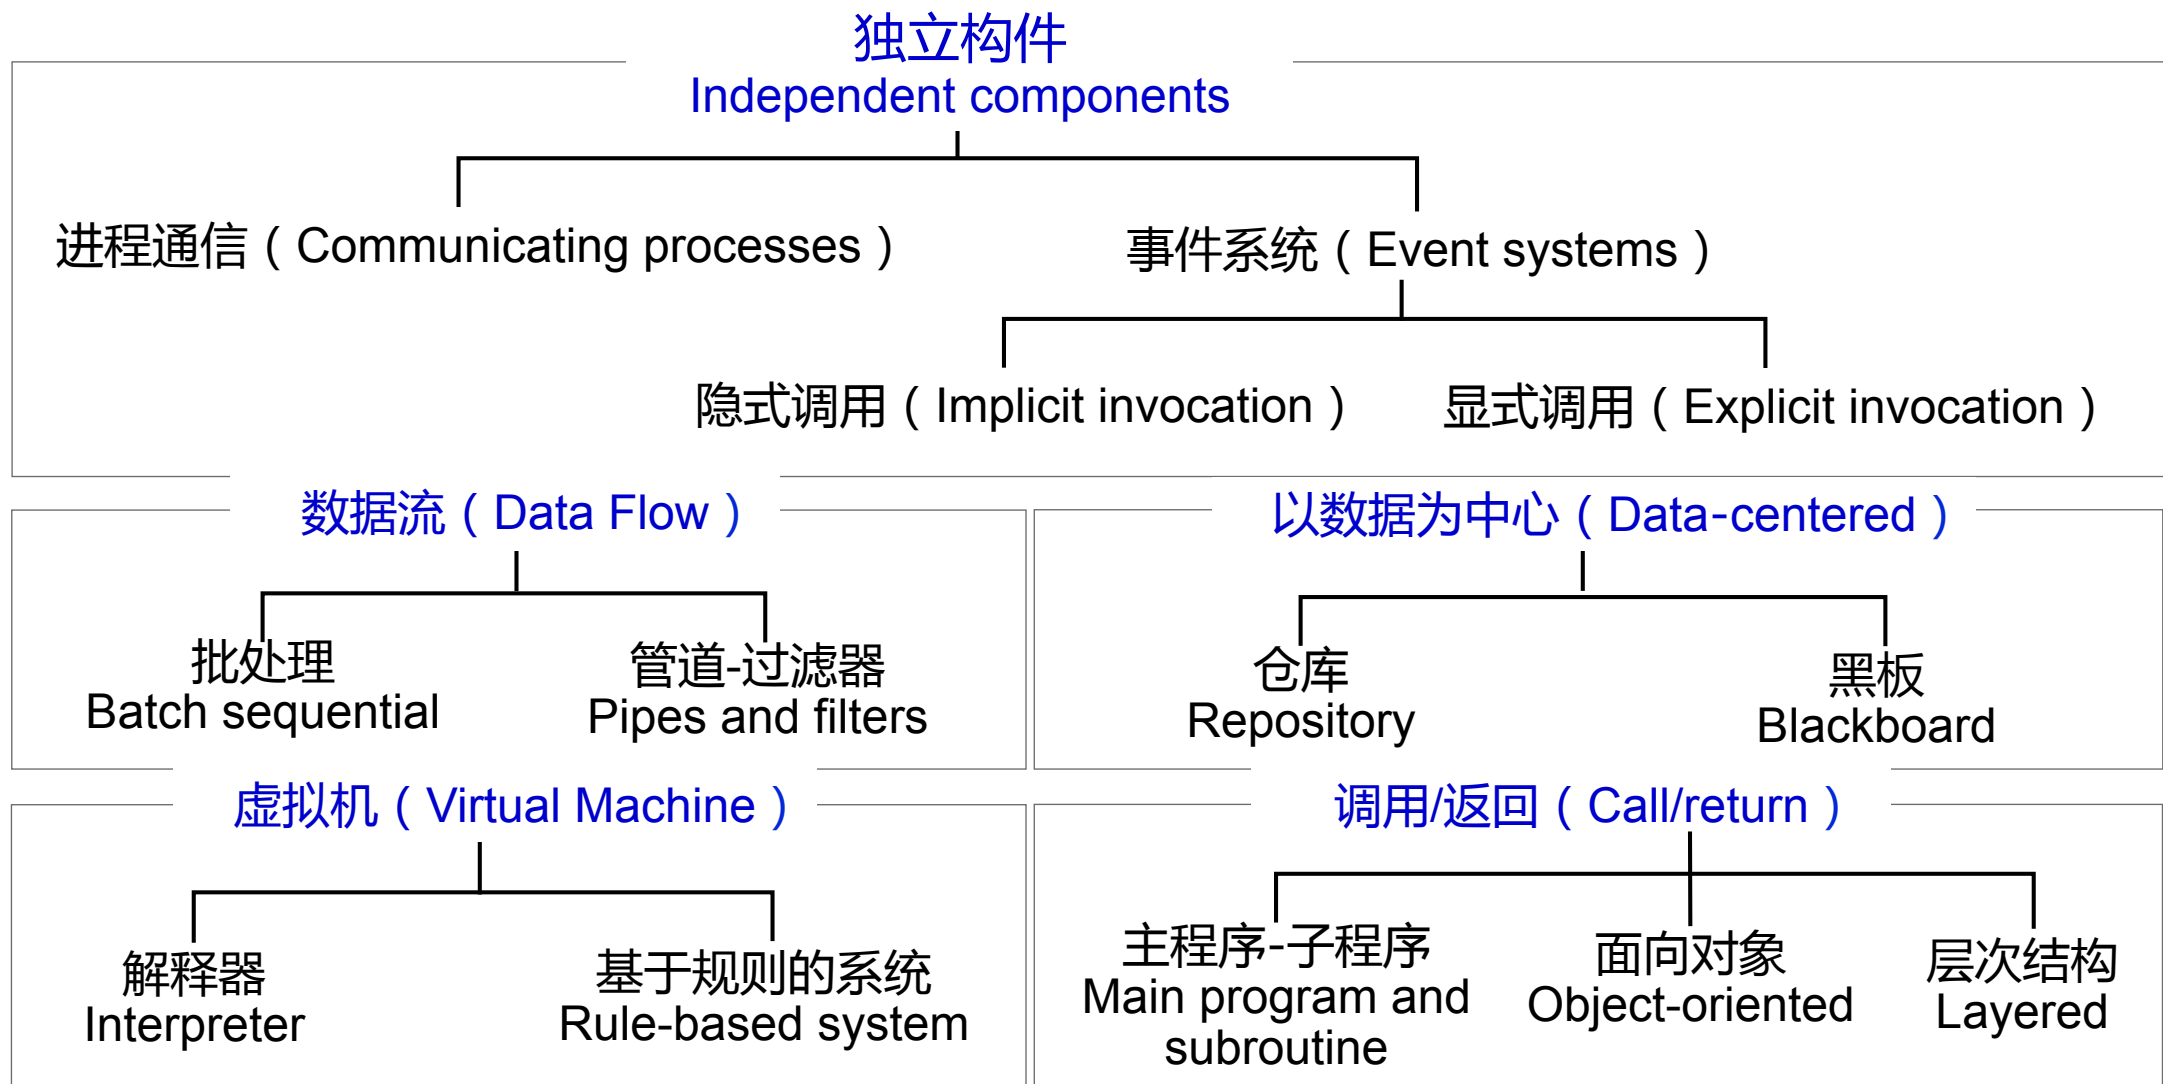 独立构件
Independent components
进程通信（Communicating processes）
事件系统（Event systems）
隐式调用（Implicit invocation）
显式调用（Explicit invocation）
数据流（Data Flow）
批处理
Batch sequential
管道-过滤器
Pipes and filters
以数据为中心（Data-centered）
仓库
Repository
黑板
Blackboard
虚拟机（Virtual Machine）
解释器
Interpreter
基于规则的系统
Rule-based system
调用/返回（Call/return）
主程序-子程序
Main program and
subroutine
面向对象
Object-oriented
层次结构
Layered